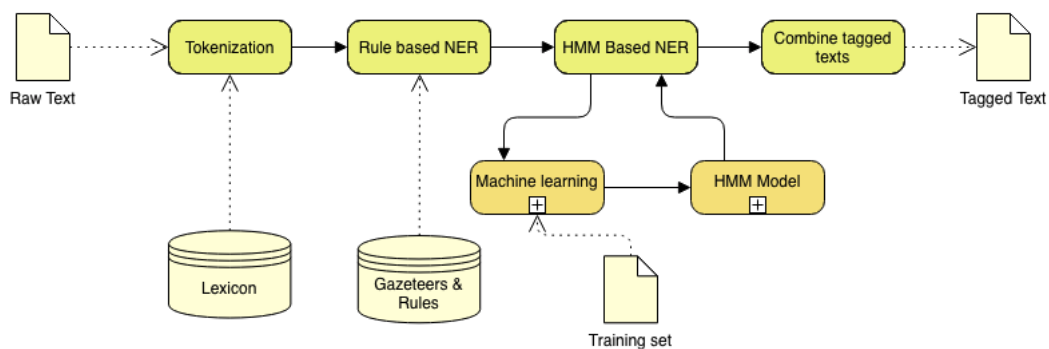 Tokenization
Rule based NER
HMM Based NER
Combine tagged
texts
Raw Text
Tagged Text
Machine learning
HMM Model
Lexicon
Gazeteers &
Rules
Training set